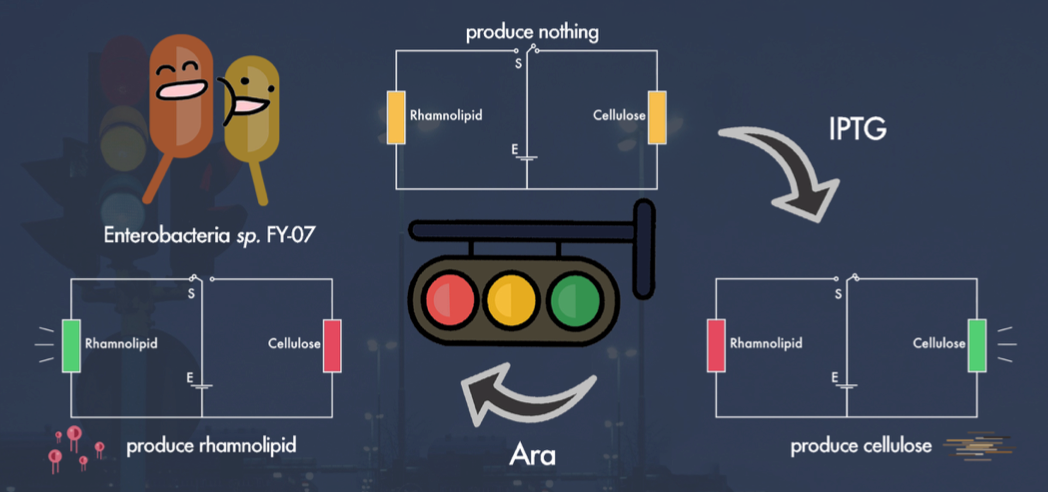 produce nothing
S
Rhamnolipid
Cellulose
E
IPTG
Enterobacteria sp. FY-07
S
Rhamnolipid
Cellulose
E
produce rhamnolipid
S
Rhamnolipid
Cellulose
E
produce cellulose
Ara